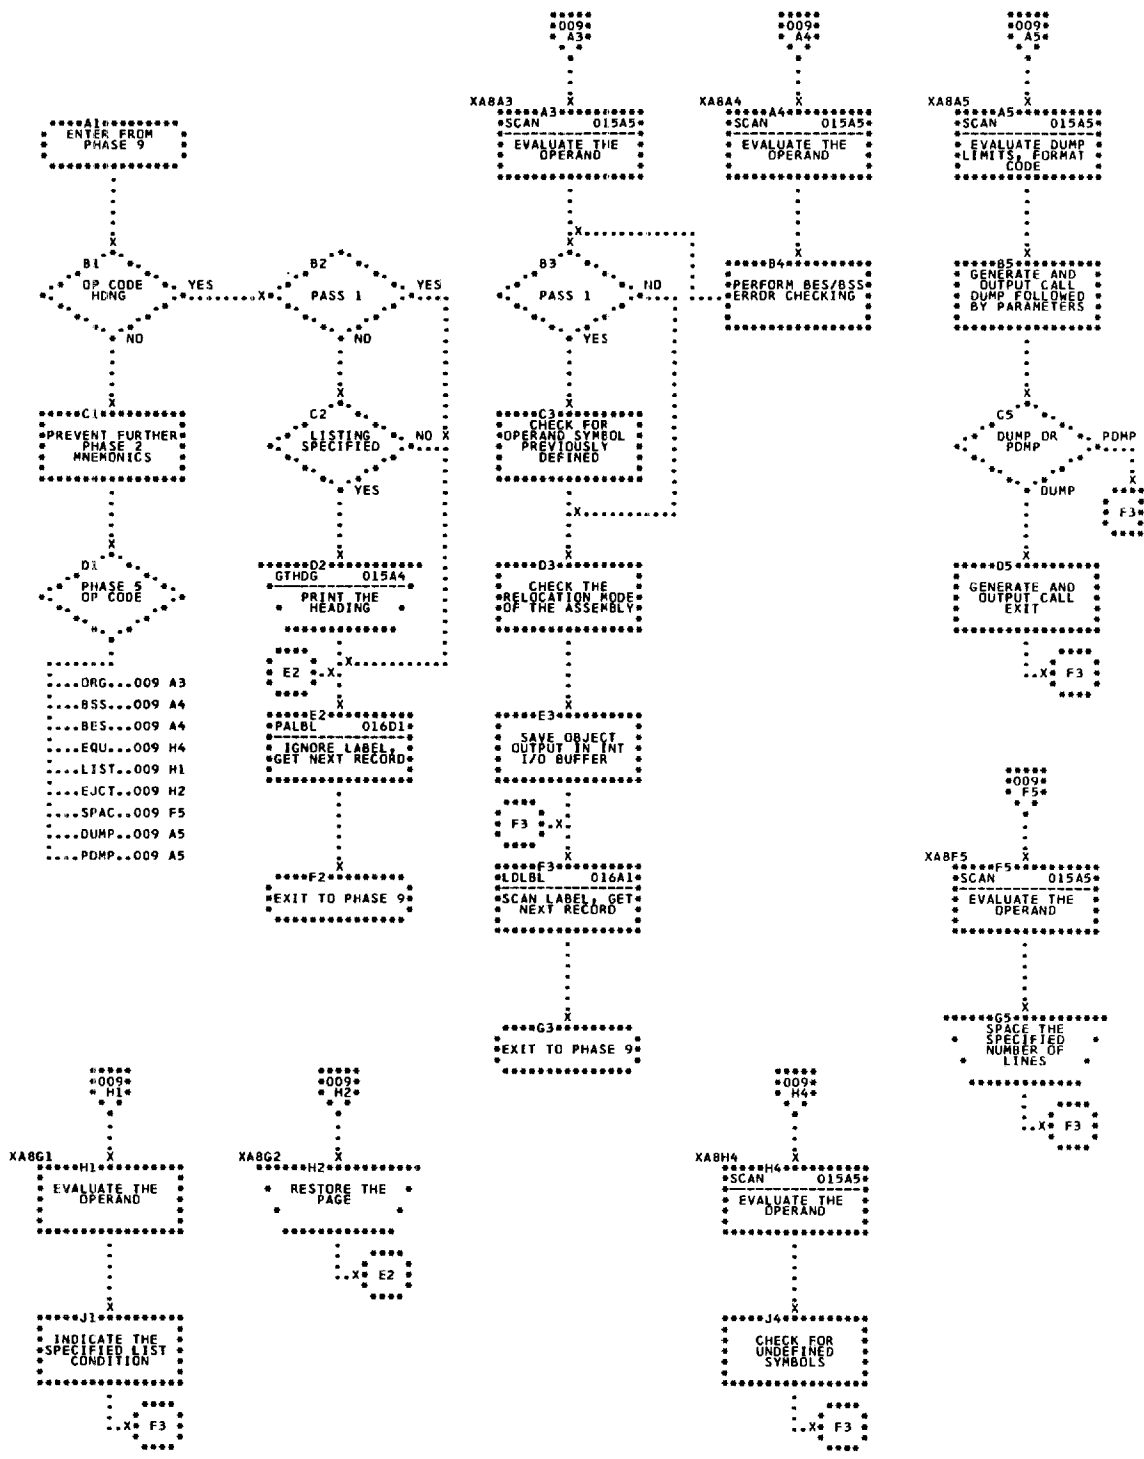 009
A3
009
A4
009
A5
XA8A3
A3
SCAN 015A5
EVALUATE THE
OPERAND
XA8A4
A4
SCAN 015A5
EVALUATE THE
OPERAND
XA8A5
A5
SCAN 015A5
EVALUATE DUMP
LIMITS, FORMAT
CODE
A1
ENTER FROM
PHASE 9
B1
OP CODE
HDNG
YES
NO
B2
PASS 1
YES
NO
B3
PASS 1
NO
YES
B4
PERFORM BES/BSS
ERROR CHECKING
B5
GENERATE AND
OUTPUT CALL
DUMP FOLLOWED
BY PARAMETERS
C1
PREVENT FURTHER
PHASE 2
MNEMONICS
C2
LISTING
SPECIFIED
NO
YES
C3
CHECK FOR
OPERAND SYMBOL
PREVIOUSLY
DEFINED
C5
DUMP OR
PDMP
PDMP
DUMP
F3
D1
PHASE 5
OP CODE
D2
GTHDG 015A4
PRINT THE
HEADING
D3
CHECK THE
RELOCATION MODE
OF THE ASSEMBLY
D5
GENERATE AND
OUTPUT CALL
EXIT
F3
....ORG...009 A3
....BSS...009 A4
....BES...009 A4
....EQU...009 H4
....LIST..009 H1
....EJCT..009 H2
....SPAC..009 F5
....DUMP..009 A5
....PDMP..009 A5
E2
E2
PALBL 016D1
IGNORE LABEL,
GET NEXT RECORD
E3
SAVE OBJECT
OUTPUT IN INT
I/O BUFFER
F3
F2
EXIT TO PHASE 9
F3
LDLBL 016A1
SCAN LABEL, GET
NEXT RECORD
009
F5
XA8F5
F5
SCAN 015A5
EVALUATE THE
OPERAND
G3
EXIT TO PHASE 9
G5
SPACE THE
SPECIFIED
NUMBER OF
LINES
F3
009
H1
009
H2
009
H4
XA8G1
H1
EVALUATE THE
OPERAND
XA8G2
H2
RESTORE THE
PAGE
E2
XA8H4
H4
SCAN 015A5
EVALUATE THE
OPERAND
J1
INDICATE THE
SPECIFIED LIST
CONDITION
F3
J4
CHECK FOR
UNDEFINED
SYMBOLS
F3